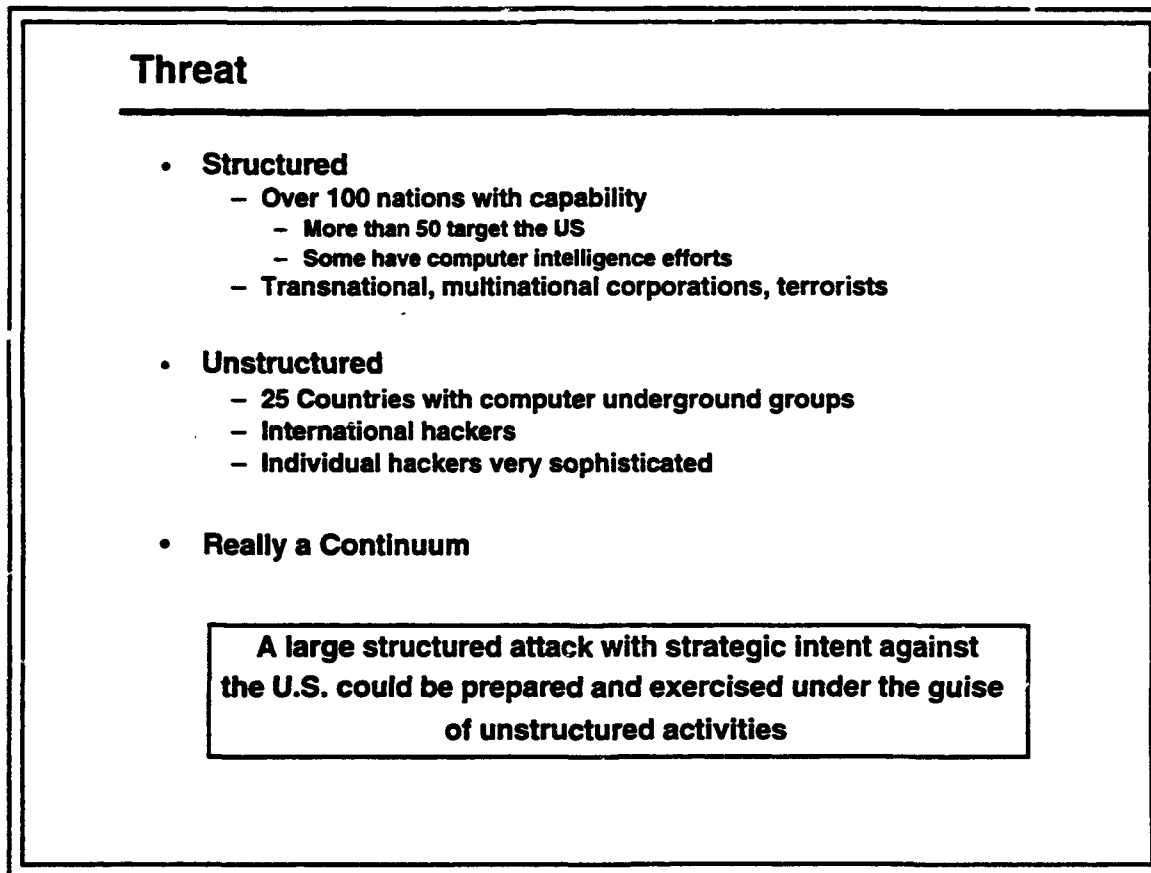 Threat
• Structured
– Over 100 nations with capability
– More than 50 target the US
– Some have computer intelligence efforts
– Transnational, multinational corporations, terrorists
• Unstructured
– 25 Countries with computer underground groups
– International hackers
– Individual hackers very sophisticated
• Really a Continuum
A large structured attack with strategic intent against
the U.S. could be prepared and exercised under the guise
of unstructured activities